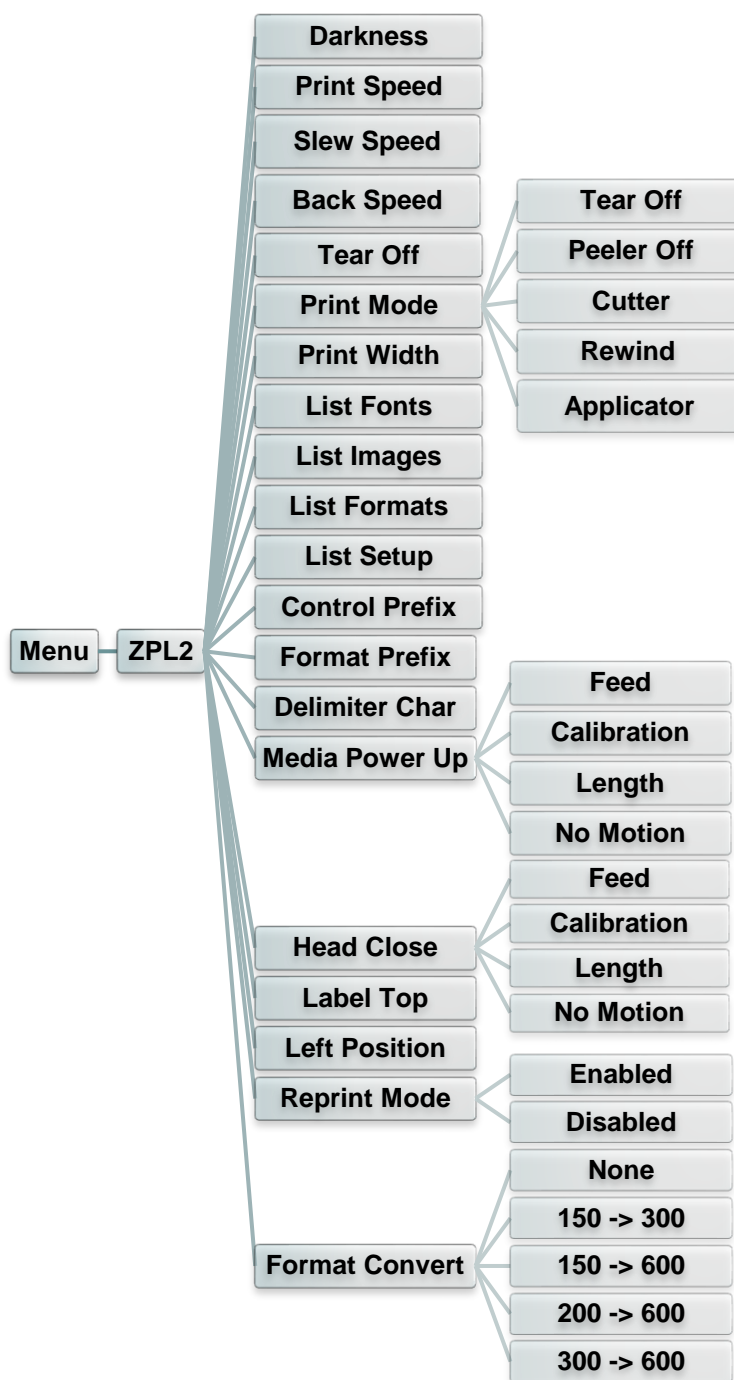 Darkness
Print Speed
Slew Speed
Back Speed
Tear Off
Print Mode
Tear Off
Peeler Off
Cutter
Rewind
Applicator
Print Width
List Fonts
List Images
List Formats
List Setup
Control Prefix
Menu
ZPL2
Format Prefix
Delimiter Char
Media Power Up
Feed
Calibration
Length
No Motion
Head Close
Feed
Calibration
Length
No Motion
Label Top
Left Position
Reprint Mode
Enabled
Disabled
Format Convert
None
150 -> 300
150 -> 600
200 -> 600
300 -> 600